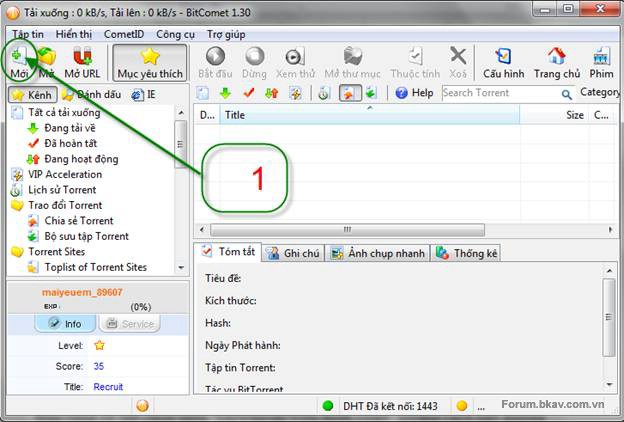 Tải xuống : 0 kB/s, Tải lên : 0 kB/s - BitComet 1.30
Tập tin Hiển thị CometID Công cụ Trợ giúp
Mới Mở Mở URL Mục yêu thích Bắt đầu Dừng Xem thử Mở thư mục Thuộc tính Xoá Cấu hình Trang chủ Phim
Kênh Đánh dấu IE
Help Search Torrent Category
Tất cả tải xuống
Đang tải về
Đã hoàn tất
Đang hoạt động
VIP Acceleration
Lịch sử Torrent
Trao đổi Torrent
Chia sẻ Torrent
Bộ sưu tập Torrent
Torrent Sites
Toplist of Torrent Sites
D... Title Size C...
1
maiyeuem_89607
EXP: (0%)
Info Service
Level:
Score: 35
Title: Recruit
Tóm tắt Ghi chú Ảnh chụp nhanh Thống kê
Tiêu đề:
Kích thước:
Hash:
Ngày Phát hành:
Tập tin Torrent:
Tác vụ BitTorrent
DHT Đã kết nối: 1443 ...
Forum.bkav.com.vn